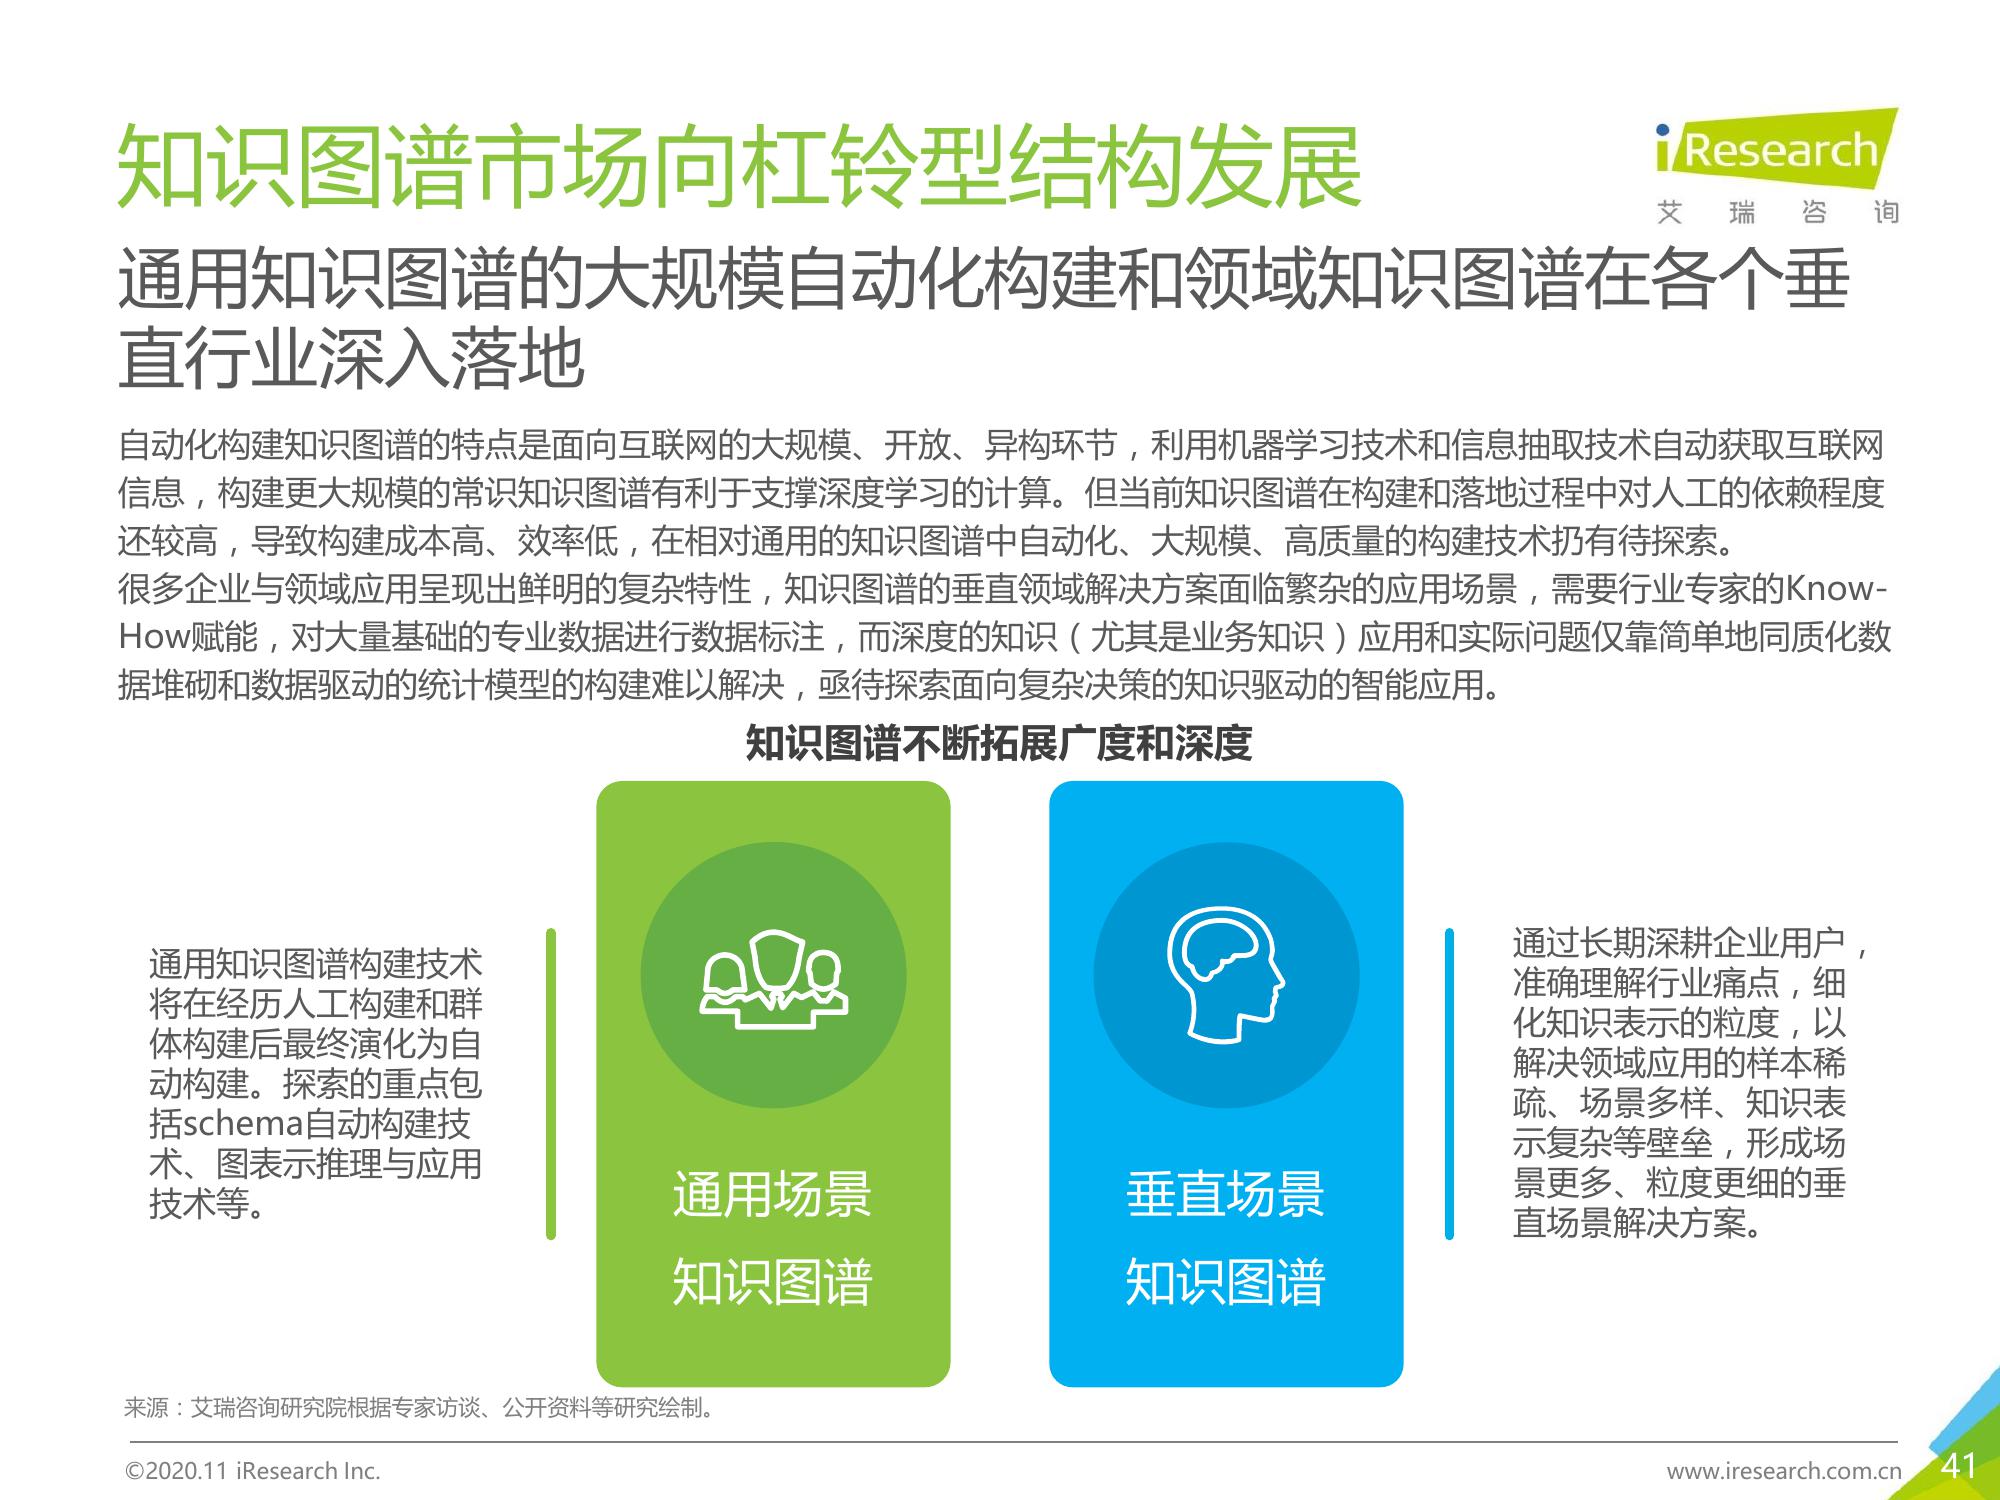 知识图谱市场向杠铃型结构发展
iResearch
艾瑞咨询
通用知识图谱的大规模自动化构建和领域知识图谱在各个垂
直行业深入落地
自动化构建知识图谱的特点是面向互联网的大规模、开放、异构环节，利用机器学习技术和信息抽取技术自动获取互联网
信息，构建更大规模的常识知识图谱有利于支撑深度学习的计算。但当前知识图谱在构建和落地过程中对人工的依赖程度
还较高，导致构建成本高、效率低，在相对通用的知识图谱中自动化、大规模、高质量的构建技术扔有待探索。
很多企业与领域应用呈现出鲜明的复杂特性，知识图谱的垂直领域解决方案面临繁杂的应用场景，需要行业专家的Know-
How赋能，对大量基础的专业数据进行数据标注，而深度的知识（尤其是业务知识）应用和实际问题仅靠简单地同质化数
据堆砌和数据驱动的统计模型的构建难以解决，亟待探索面向复杂决策的知识驱动的智能应用。
知识图谱不断拓展广度和深度
通用知识图谱构建技术
将在经历人工构建和群
体构建后最终演化为自
动构建。探索的重点包
括schema自动构建技
术、图表示推理与应用
技术等。
通用场景
知识图谱
垂直场景
知识图谱
通过长期深耕企业用户，
准确理解行业痛点，细
化知识表示的粒度，以
解决领域应用的样本稀
疏、场景多样、知识表
示复杂等壁垒，形成场
景更多、粒度更细的垂
直场景解决方案。
来源：艾瑞咨询研究院根据专家访谈、公开资料等研究绘制。
©2020.11 iResearch Inc.
www.iresearch.com.cn
41